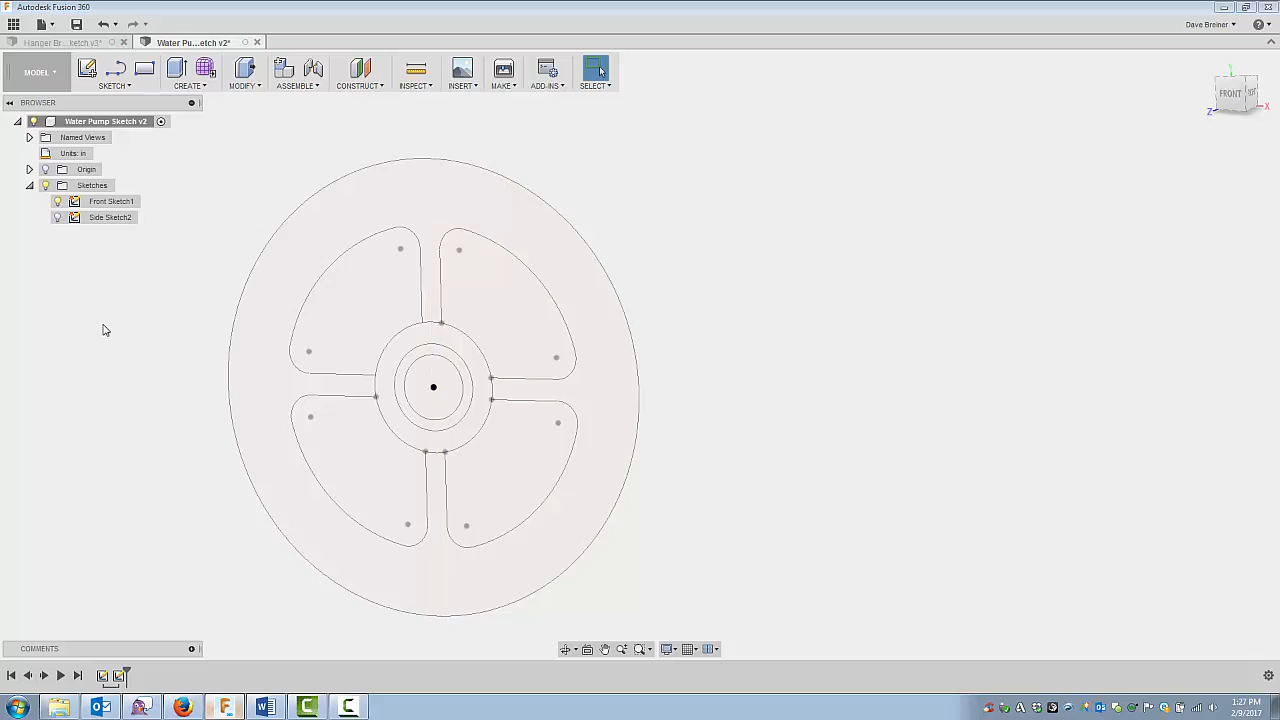 Autodesk Fusion 360
Dave Breiner
Hanger Br...ketch v3*
Water Pu...etch v2*
MODEL
SKETCH
CREATE
MODIFY
ASSEMBLE
CONSTRUCT
INSPECT
INSERT
MAKE
ADD-INS
SELECT
BROWSER
FRONT
Y
X
Z
Water Pump Sketch v2
Named Views
Units: in
Origin
Sketches
Front Sketch1
Side Sketch2
COMMENTS
1:27 PM
2/9/2017